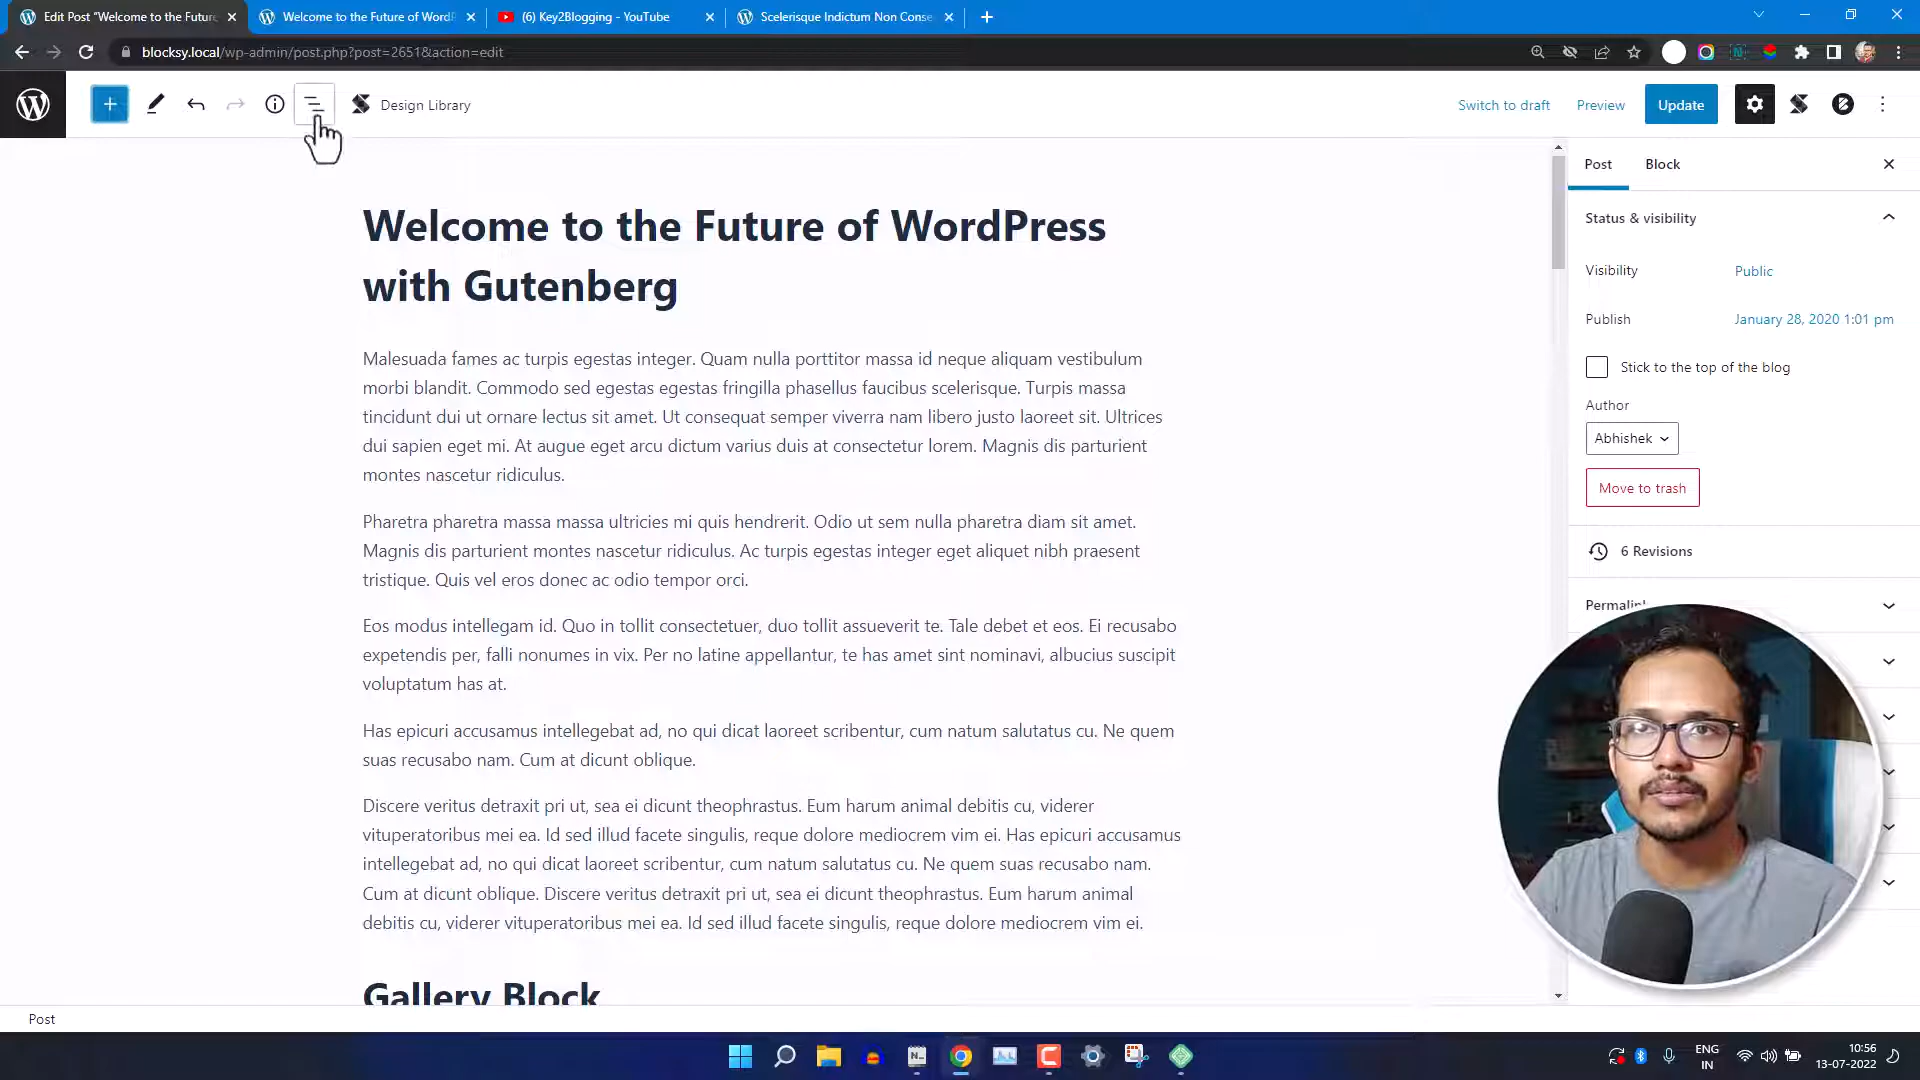 Edit Post "Welcome to the Future
Welcome to the Future of WordP
(6) Key2Blogging - YouTube
Scelerisque Indictum Non Conse
blocksy.local/wp-admin/post.php?post=2651&action=edit
Design Library
Switch to draft
Preview
Update
Post
Block
Welcome to the Future of WordPress
with Gutenberg
Malesuada fames ac turpis egestas integer. Quam nulla porttitor massa id neque aliquam vestibulum
morbi blandit. Commodo sed egestas egestas fringilla phasellus faucibus scelerisque. Turpis massa
tincidunt dui ut ornare lectus sit amet. Ut consequat semper viverra nam libero justo laoreet sit. Ultrices
dui sapien eget mi. At augue eget arcu dictum varius duis at consectetur lorem. Magnis dis parturient
montes nascetur ridiculus.
Pharetra pharetra massa massa ultricies mi quis hendrerit. Odio ut sem nulla pharetra diam sit amet.
Magnis dis parturient montes nascetur ridiculus. Ac turpis egestas integer eget aliquet nibh praesent
tristique. Quis vel eros donec ac odio tempor orci.
Eos modus intellegam id. Quo in tollit consectetuer, duo tollit assueverit te. Tale debet et eos. Ei recusabo
expetendis per, falli nonumes in vix. Per no latine appellantur, te has amet sint nominavi, albucius suscipit
voluptatum has at.
Has epicuri accusamus intellegebat ad, no qui dicat laoreet scribentur, cum natum salutatus cu. Ne quem
suas recusabo nam. Cum at dicunt oblique.
Discere veritus detraxit pri ut, sea ei dicunt theophrastus. Eum harum animal debitis cu, viderer
vituperatoribus mei ea. Id sed illud facete singulis, reque dolore mediocrem vim ei. Has epicuri accusamus
intellegebat ad, no qui dicat laoreet scribentur, cum natum salutatus cu. Ne quem suas recusabo nam.
Cum at dicunt oblique. Discere veritus detraxit pri ut, sea ei dicunt theophrastus. Eum harum animal
debitis cu, viderer vituperatoribus mei ea. Id sed illud facete singulis, reque dolore mediocrem vim ei.
Gallery Block
Status & visibility
Visibility
Public
Publish
January 28, 2020 1:01 pm
Stick to the top of the blog
Author
Abhishek
Move to trash
6 Revisions
Permalin
Post
ENG
IN
10:56
13-07-2022